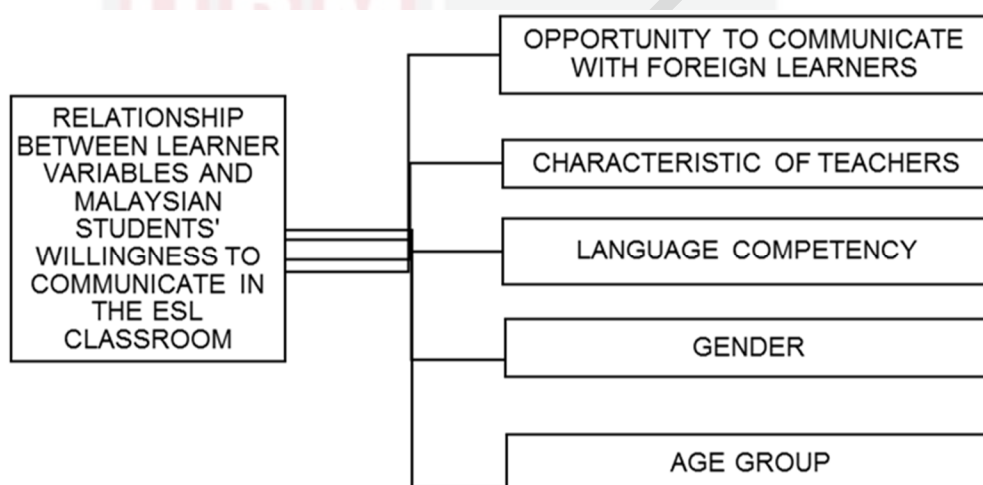 RELATIONSHIP
BETWEEN LEARNER
VARIABLES AND
MALAYSIAN
STUDENTS'
WILLINGNESS TO
COMMUNICATE IN
THE ESL
CLASSROOM
OPPORTUNITY TO COMMUNICATE
WITH FOREIGN LEARNERS
CHARACTERISTIC OF TEACHERS
LANGUAGE COMPETENCY
GENDER
AGE GROUP